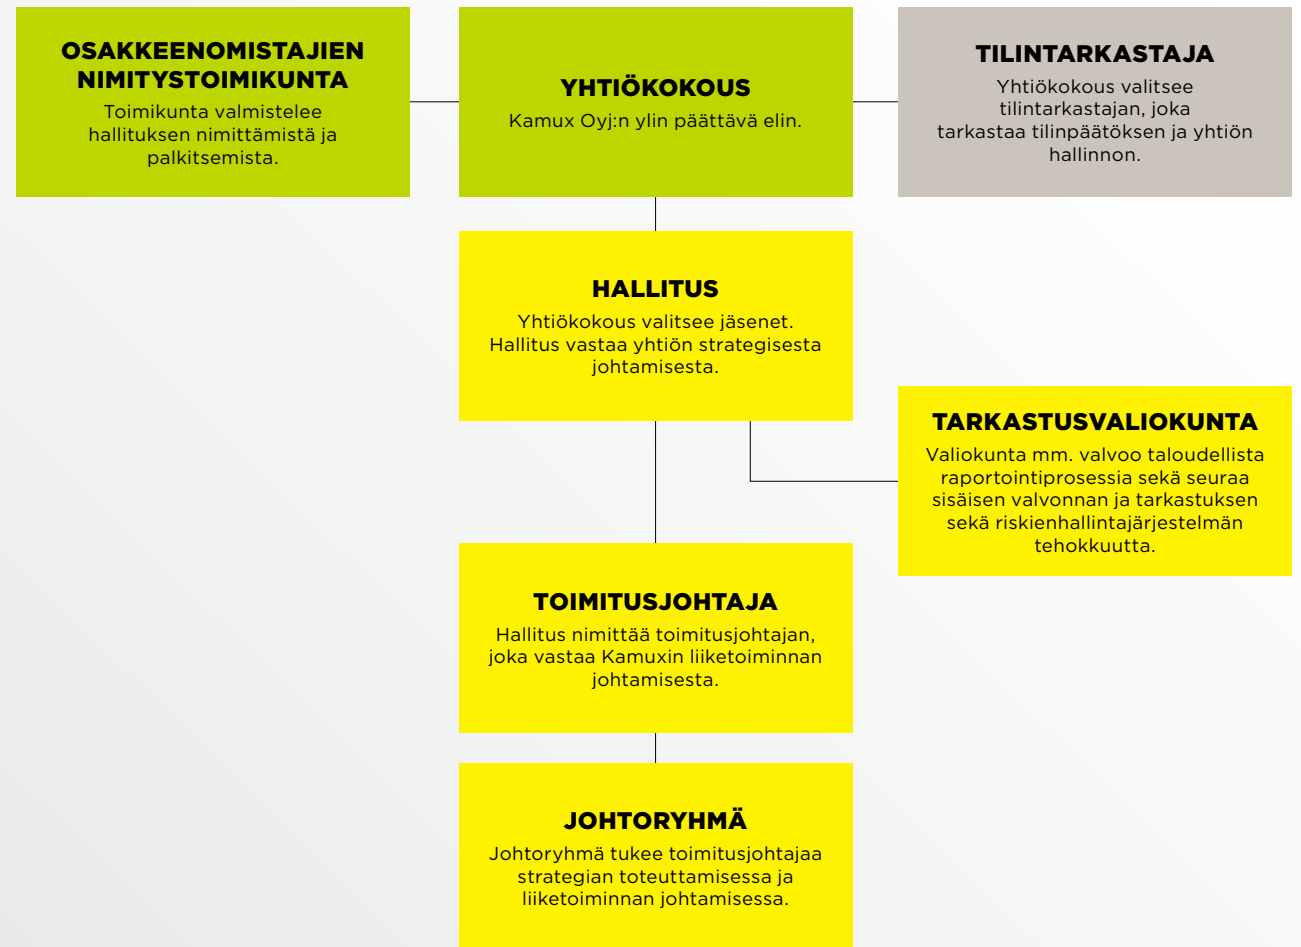 OSAKKEENOMISTAJIEN
NIMITYSTOIMIKUNTA
Toimikunta valmistelee
hallituksen nimittämistä ja
palkitsemista.
YHTIÖKOKOUS
Kamux Oyj:n ylin päättävä elin.
TILINTARKASTAJA
Yhtiökokous valitsee
tilintarkastajan, joka
tarkastaa tilinpäätöksen ja yhtiön
hallinnon.
HALLITUS
Yhtiökokous valitsee jäsenet.
Hallitus vastaa yhtiön strategisesta
johtamisesta.
TARKASTUSVALIOKUNTA
Valiokunta mm. valvoo taloudellista
raportointiprosessia sekä seuraa
sisäisen valvonnan ja tarkastuksen
sekä riskienhallintajärjestelmän
tehokkuutta.
TOIMITUSJOHTAJA
Hallitus nimittää toimitusjohtajan,
joka vastaa Kamuxin liiketoiminnan
johtamisesta.
JOHTORYHMÄ
Johtoryhmä tukee toimitusjohtajaa
strategian toteuttamisessa ja
liiketoiminnan johtamisessa.